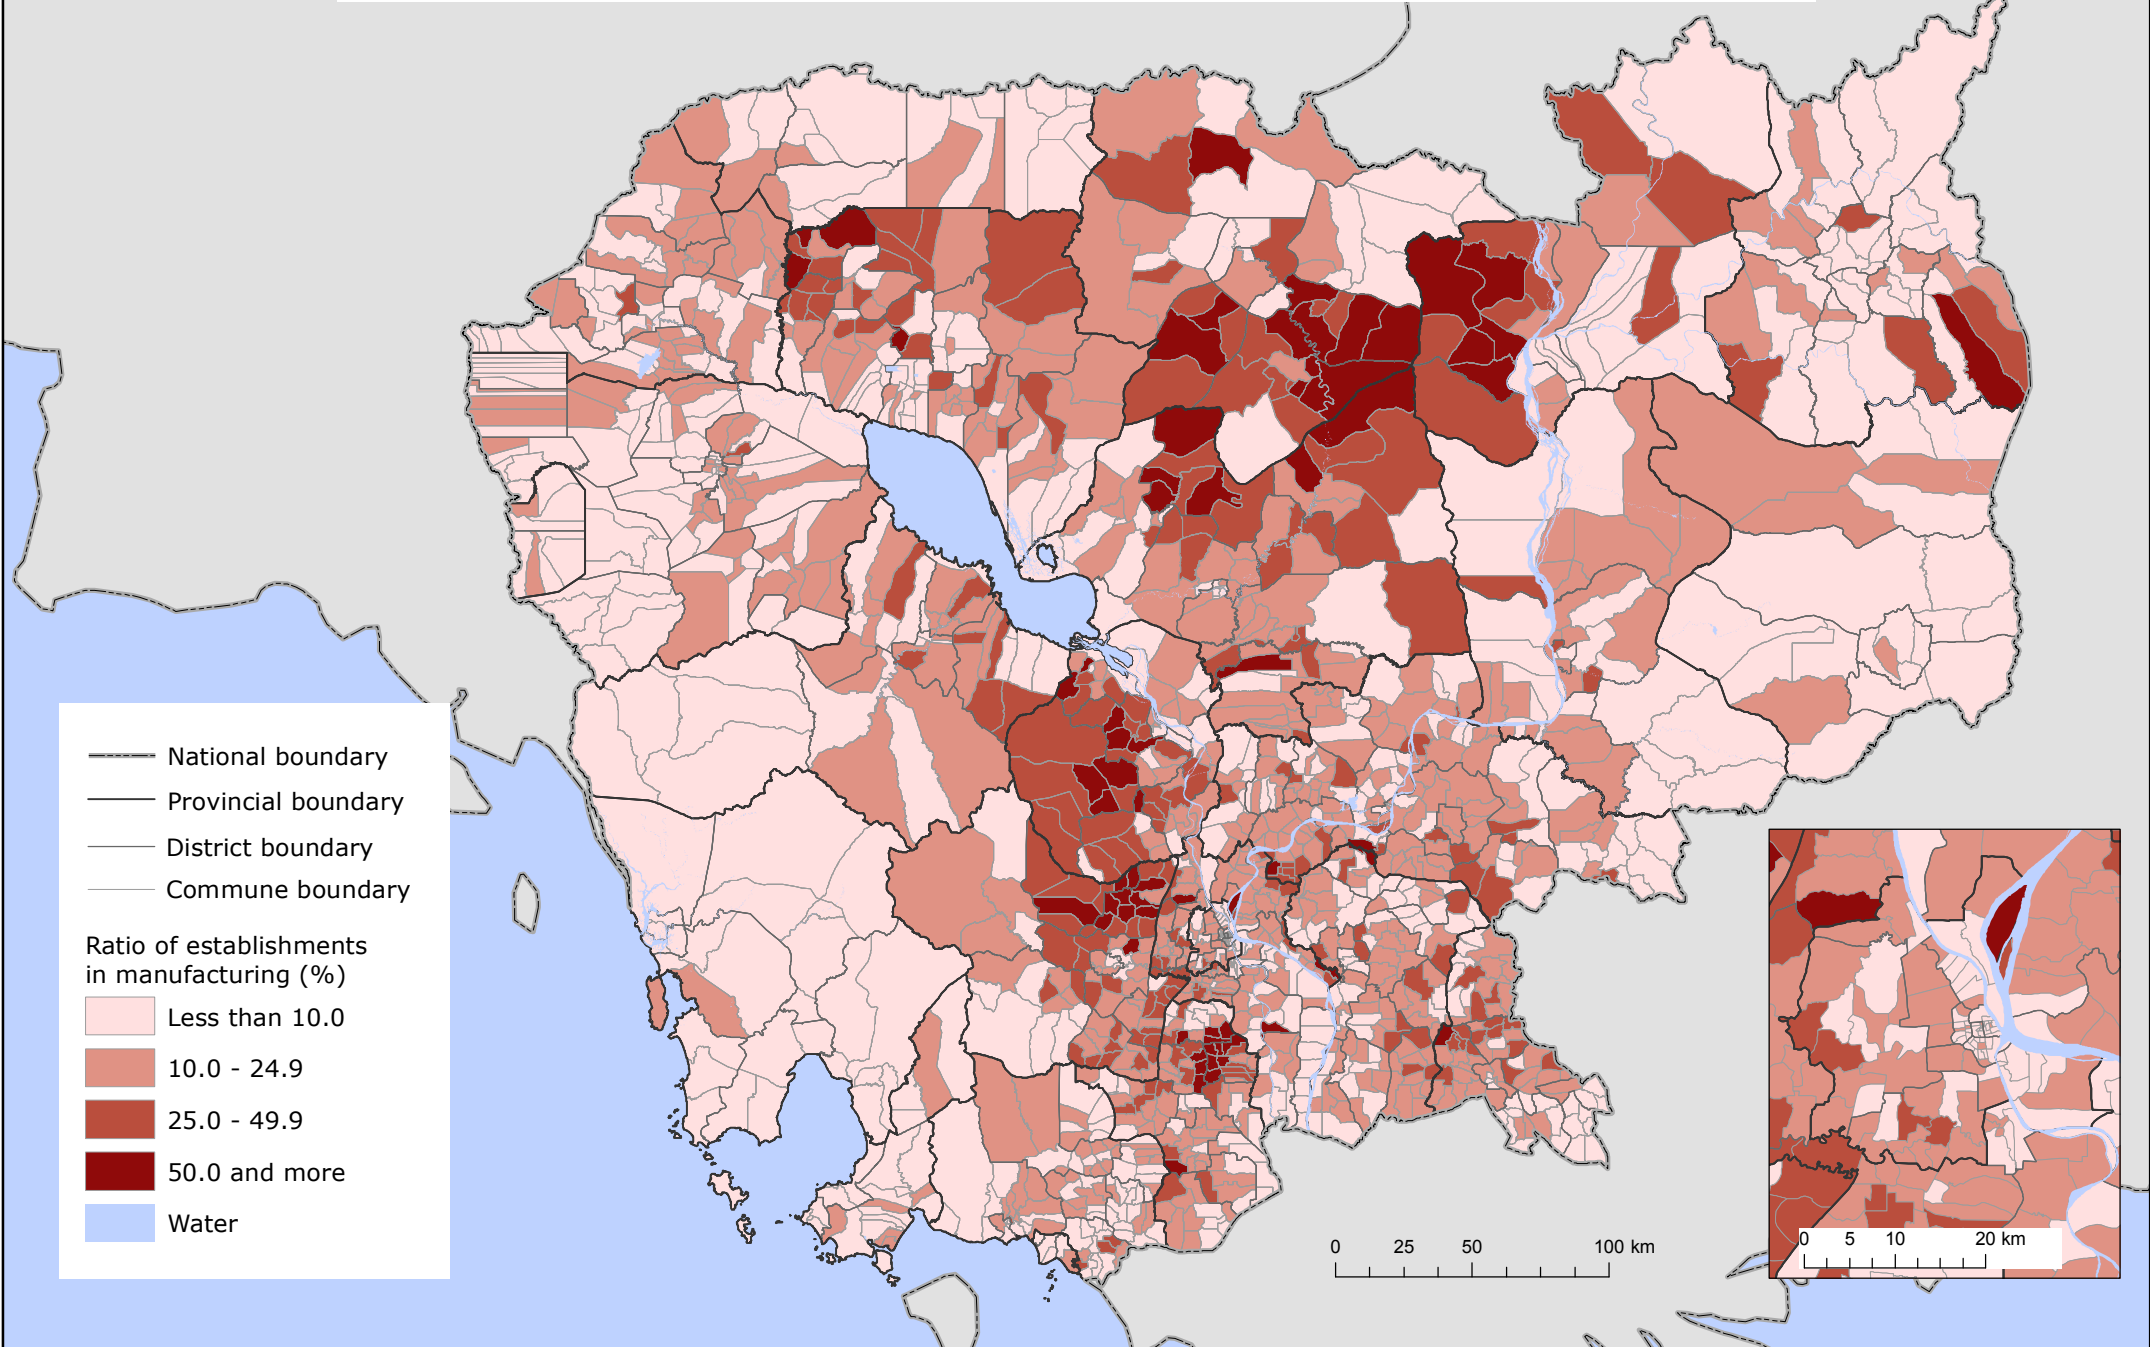 National boundary
Provincial boundary
District boundary
Commune boundary
Ratio of establishments
in manufacturing (%)
Less than 10.0
10.0 - 24.9
25.0 - 49.9
50.0 and more
Water
0 25 50 100 km
0 5 10 20 km